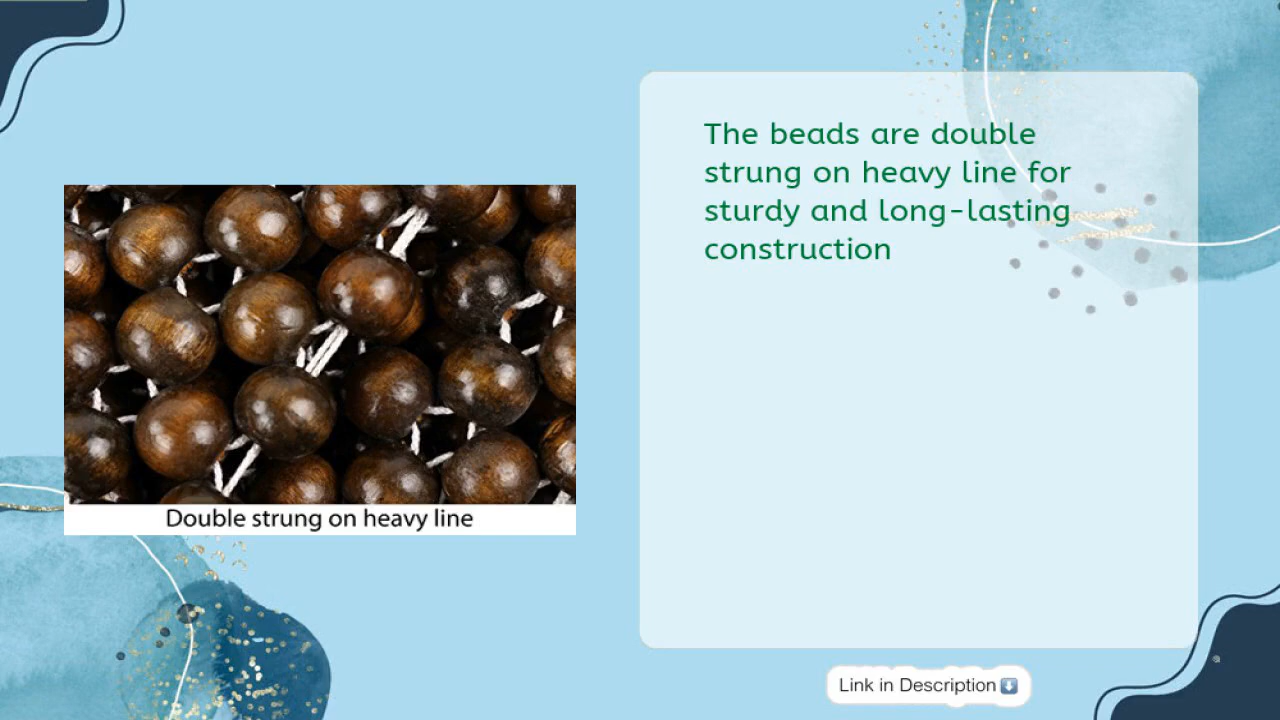 The beads are double
strung on heavy line for
sturdy and long-lasting
construction
Double strung on heavy line
Link in Description ⬇️